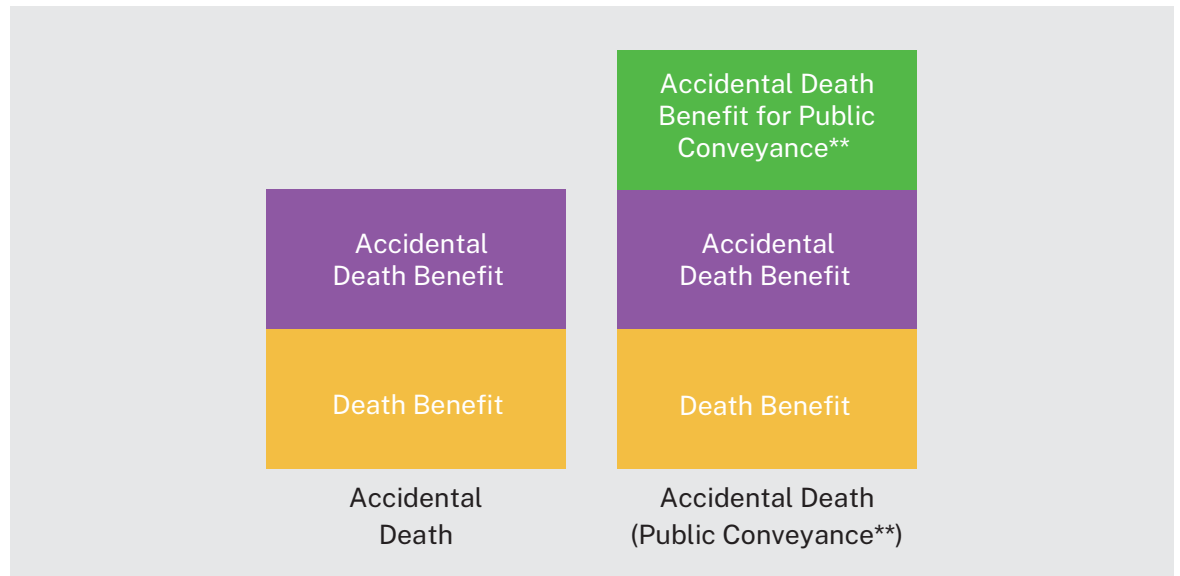 Accidental
Death Benefit
Death Benefit
Accidental
Death
Accidental Death
Benefit for Public
Conveyance**
Accidental
Death Benefit
Death Benefit
Accidental Death
(Public Conveyance**)